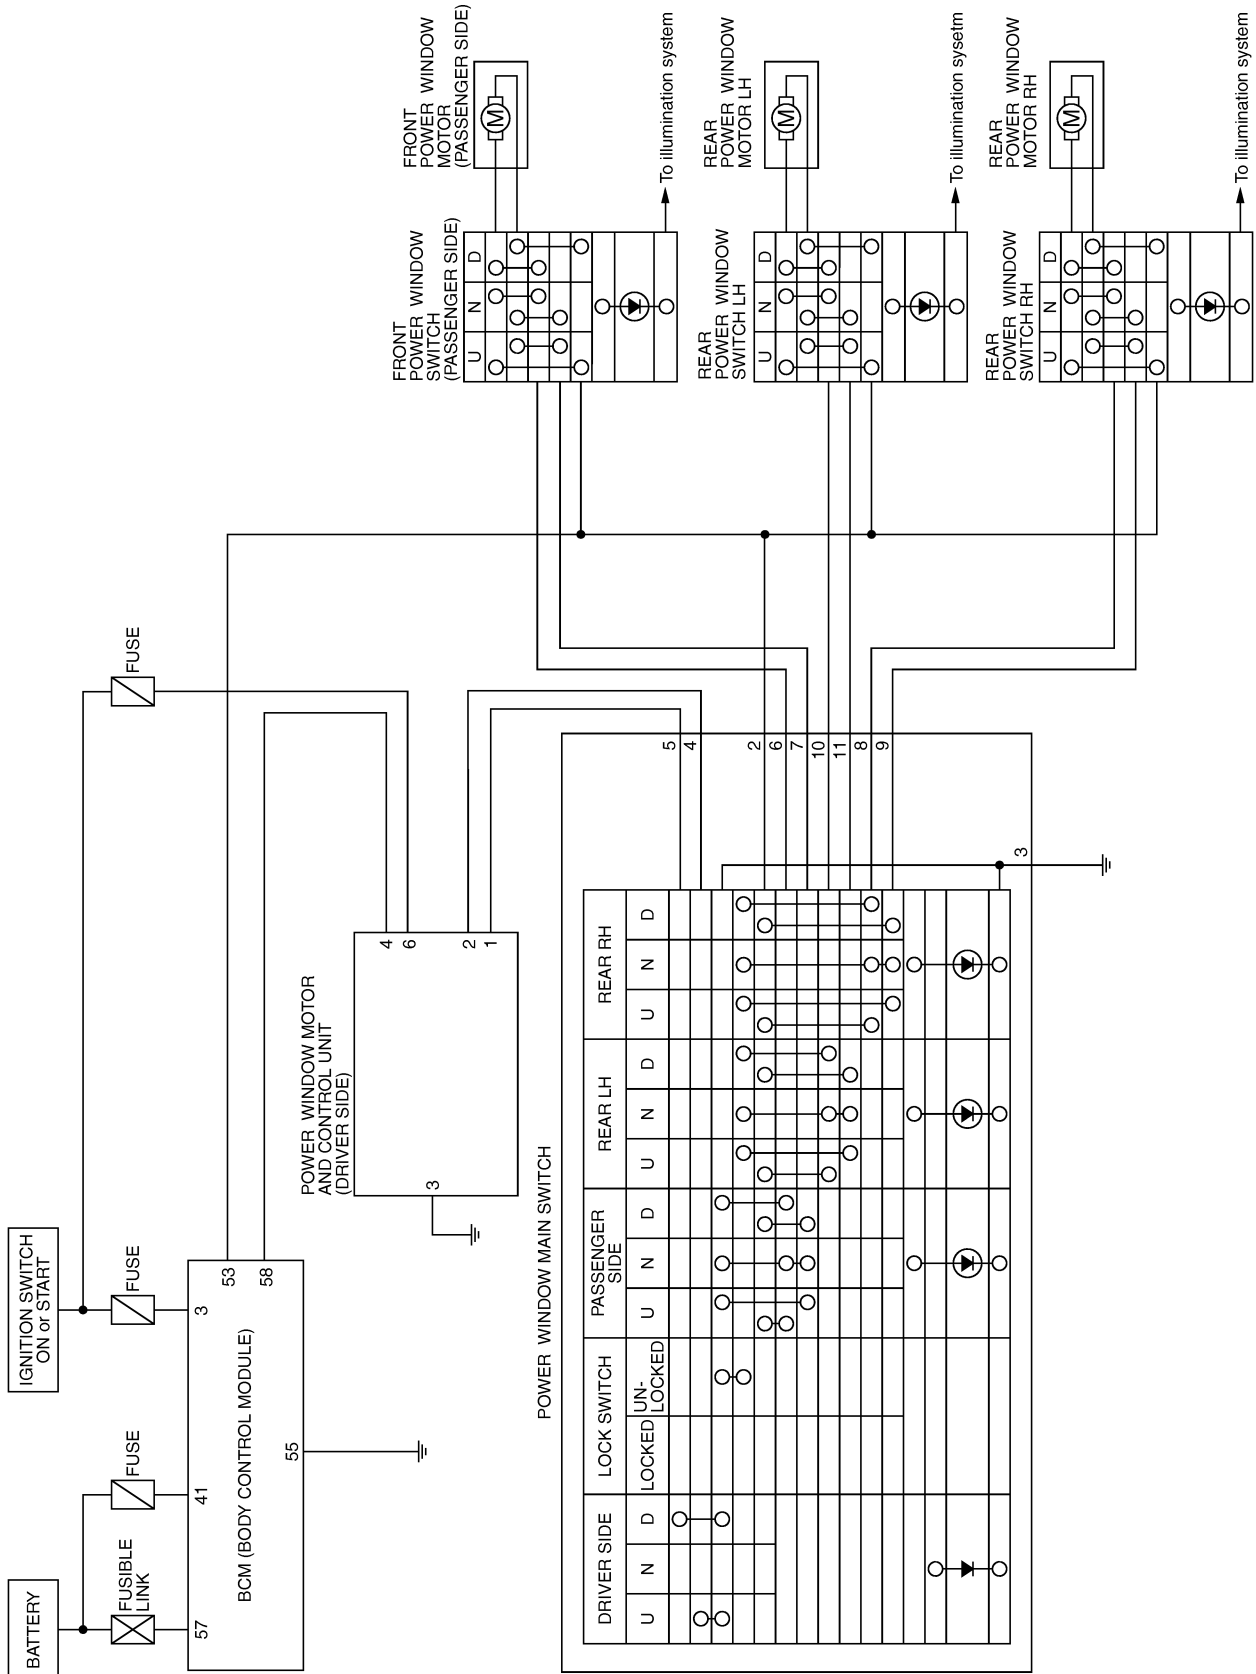 BATTERY
FUSIBLE
LINK
FUSE
IGNITION SWITCH
ON or START
FUSE
FUSE
57
41
3
53
58
55
BCM (BODY CONTROL MODULE)
POWER WINDOW MOTOR
AND CONTROL UNIT
(DRIVER SIDE)
3
4
6
2
1
FRONT
POWER WINDOW
SWITCH
(PASSENGER SIDE)
U
N
D
FRONT
POWER WINDOW
MOTOR
(PASSENGER SIDE)
M
To illumination system
REAR
POWER WINDOW
SWITCH LH
U
N
D
REAR
POWER WINDOW
MOTOR LH
M
To illumination sysetm
REAR
POWER WINDOW
SWITCH RH
U
N
D
REAR
POWER WINDOW
MOTOR RH
M
To illumination system
POWER WINDOW MAIN SWITCH
5
4
2
6
7
10
11
8
9
3
DRIVER SIDE
U
N
D
LOCK SWITCH
LOCKED
UN-
LOCKED
PASSENGER
SIDE
U
N
D
REAR LH
U
N
D
REAR RH
U
N
D